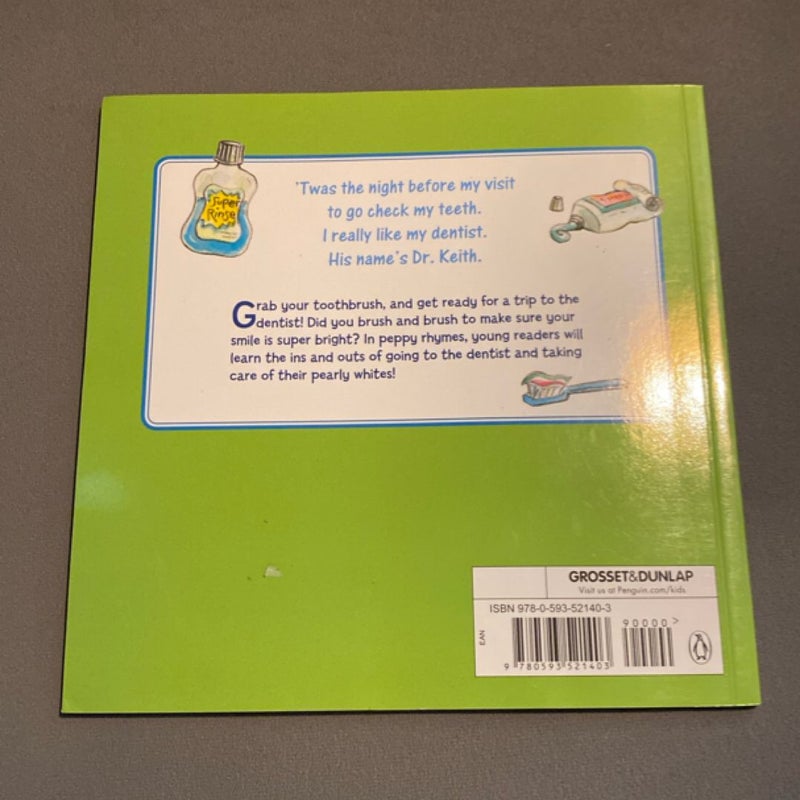 'Twas the night before my visit
to go check my teeth.
I really like my dentist.
His name's Dr. Keith.
Super
Rinse
Grab your toothbrush, and get ready for a trip to the
dentist! Did you brush and brush to make sure your
smile is super bright? In peppy rhymes, young readers will
learn the ins and outs of going to the dentist and taking
care of their pearly whites!
GROSSET&DUNLAP
Visit us at Penguin.com/kids
ISBN 978-0-593-52140-3
90000>
EAN
9 780593 521403